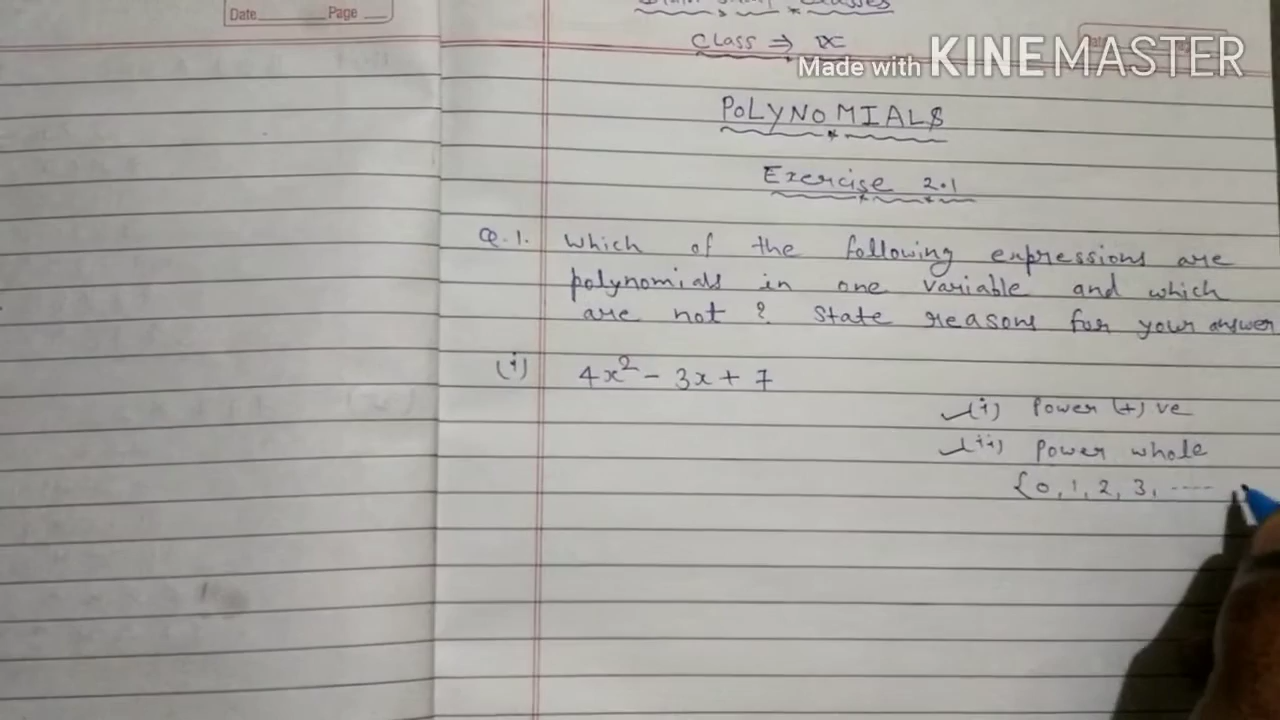 Date Page
Classes
Class ⇒ IX
Made with KINEMASTER
POLYNOMIALS
Exercise 2.1
Q.1. Which of the following expressions are
polynomials in one variable and which
are not ? State reasons for your answer
(i) 4x² - 3x + 7
(i) Power (+) ve
(ii) Power whole
{0, 1, 2, 3, -----